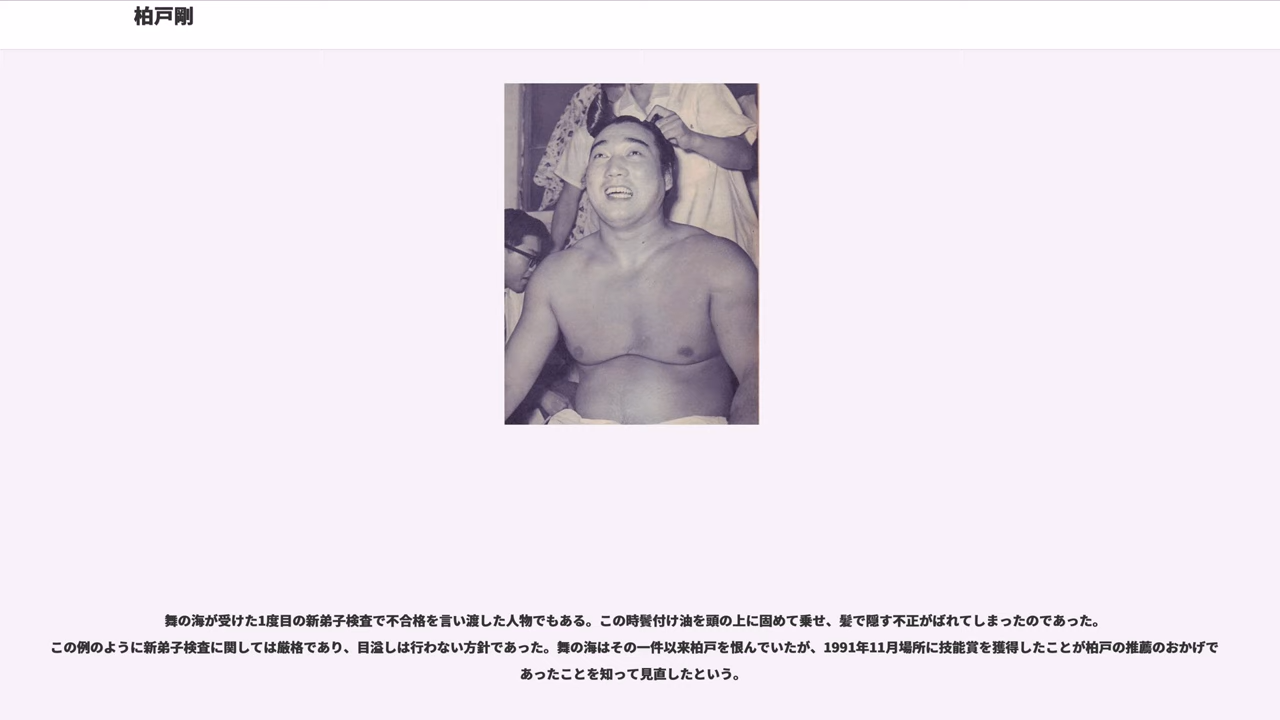 柏戸剛
舞の海が受けた1度目の新弟子検査で不合格を言い渡した人物でもある。この時鬢付け油を頭の上に固めて乗せ、髪で隠す不正がばれてしまったのであった。
この例のように新弟子検査に関しては厳格であり、目溢しは行わない方針であった。舞の海はその一件以来柏戸を恨んでいたが、1991年11月場所に技能賞を獲得したことが柏戸の推薦のおかげで
あったことを知って見直したという。